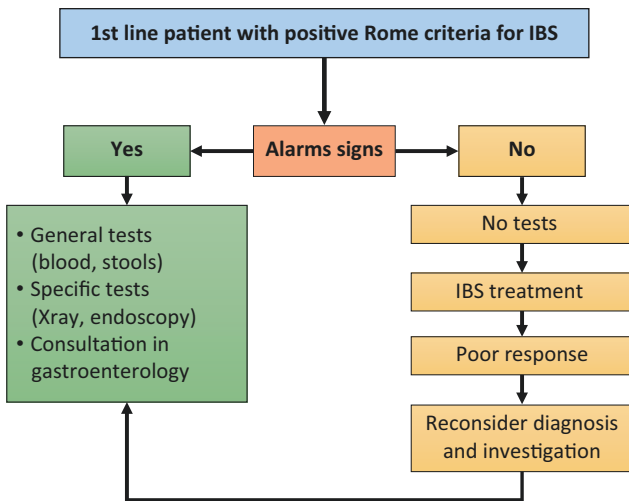 1st line patient with positive Rome criteria for IBS
Yes
Alarms signs
No
• General tests
(blood, stools)
• Specific tests
(Xray, endoscopy)
• Consultation in
gastroenterology
No tests
IBS treatment
Poor response
Reconsider diagnosis
and investigation